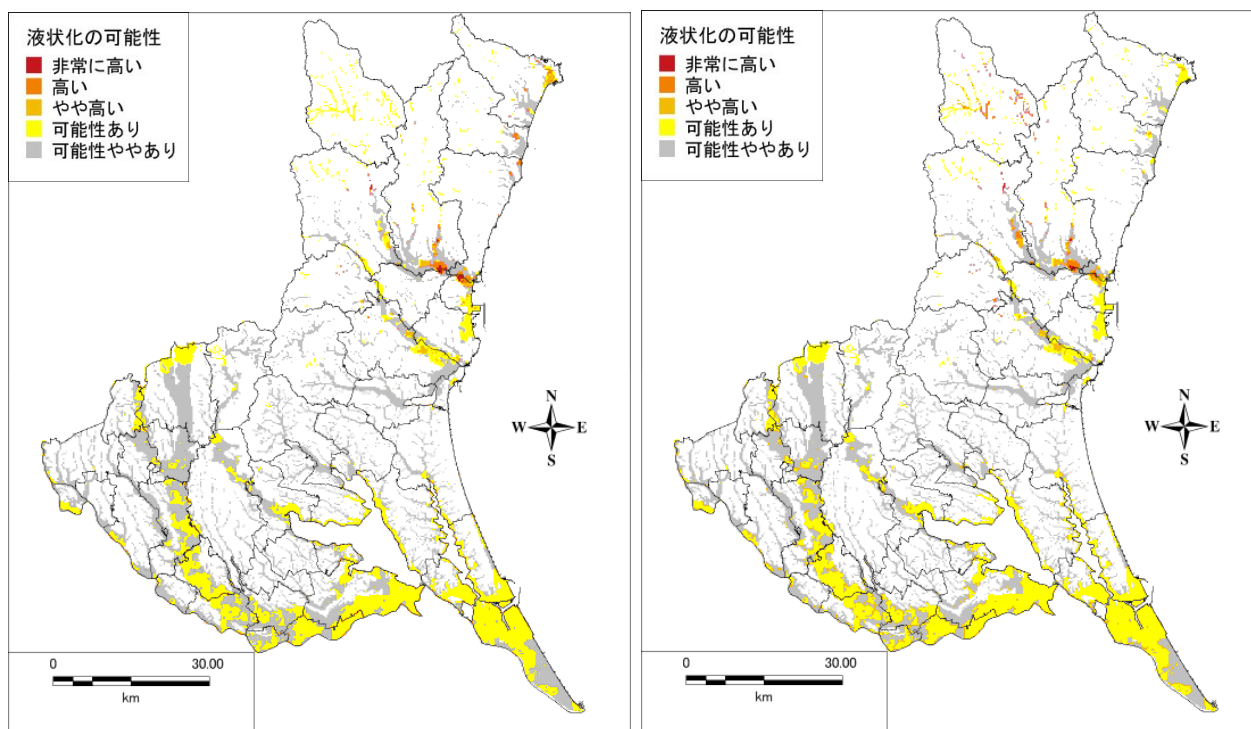 液状化の可能性
非常に高い
高い
やや高い
可能性あり
可能性ややあり
N
W E
S
0 30.00
km
液状化の可能性
非常に高い
高い
やや高い
可能性あり
可能性ややあり
N
W E
S
0 30.00
km